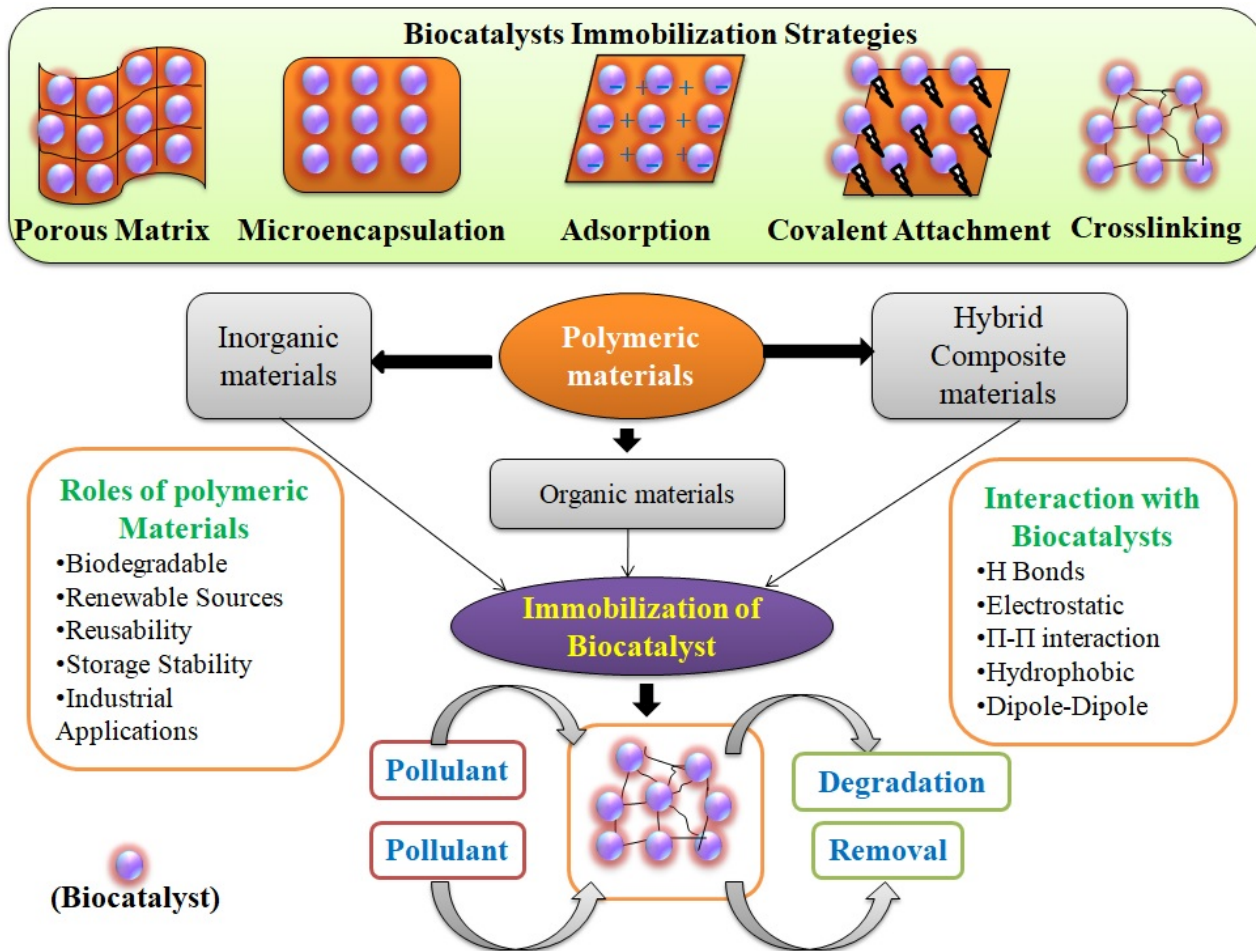 Biocatalysts Immobilization Strategies
- + - + -
+ - + -
- + - + -
Porous Matrix
Microencapsulation
Adsorption
Covalent Attachment
Crosslinking
Inorganic
materials
Polymeric
materials
Hybrid
Composite
materials
Organic materials
Roles of polymeric
Materials
•Biodegradable
•Renewable Sources
•Reusability
•Storage Stability
•Industrial
Applications
Interaction with
Biocatalysts
•H Bonds
•Electrostatic
•Π-Π interaction
•Hydrophobic
•Dipole-Dipole
Immobilization of
Biocatalyst
Pollulant
Pollulant
Degradation
Removal
(Biocatalyst)